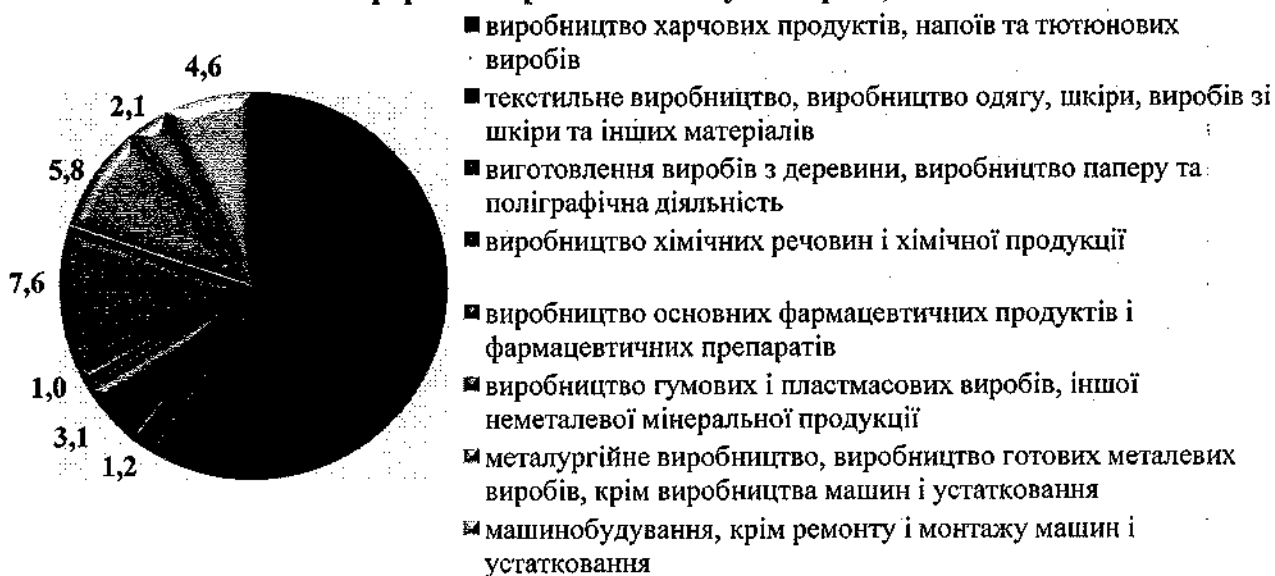 4,6
2,1
5,8
7,6
1,0
3,1
1,2
виробництво харчових продуктів, напоїв та тютюнових
виробів
текстильне виробництво, виробництво одягу, шкіри, виробів зі
шкіри та інших матеріалів
виготовлення виробів з деревини, виробництво паперу та
поліграфічна діяльність
виробництво хімічних речовин і хімічної продукції
виробництво основних фармацевтичних продуктів і
фармацевтичних препаратів
виробництво гумових і пластмасових виробів, іншої
неметалевої мінеральної продукції
металургійне виробництво, виробництво готових металевих
виробів, крім виробництва машин і устатковання
машинобудування, крім ремонту і монтажу машин і
устатковання